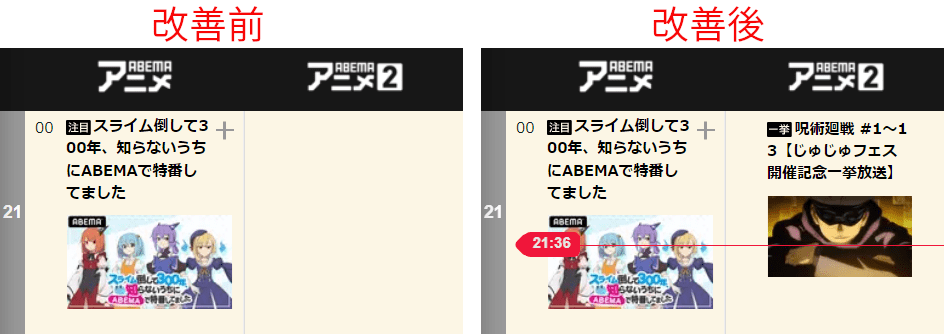 改善前
ABEMA
アニメ
ABEMA
アニメ2
21
00
注目 スライム倒して3
00年、知らないうち
にABEMAで特番し
てました
ABEMA
スライム倒して300年、
知らないうちに
ABEMAで特番してました
改善後
ABEMA
アニメ
ABEMA
アニメ2
21
00
注目 スライム倒して3
00年、知らないうち
にABEMAで特番し
てました
21:36
ABEMA
スライム倒して300年、
知らないうちに
ABEMAで特番してました
一挙 呪術廻戦 #1~1
3【じゅじゅフェス
開催記念一挙放送】